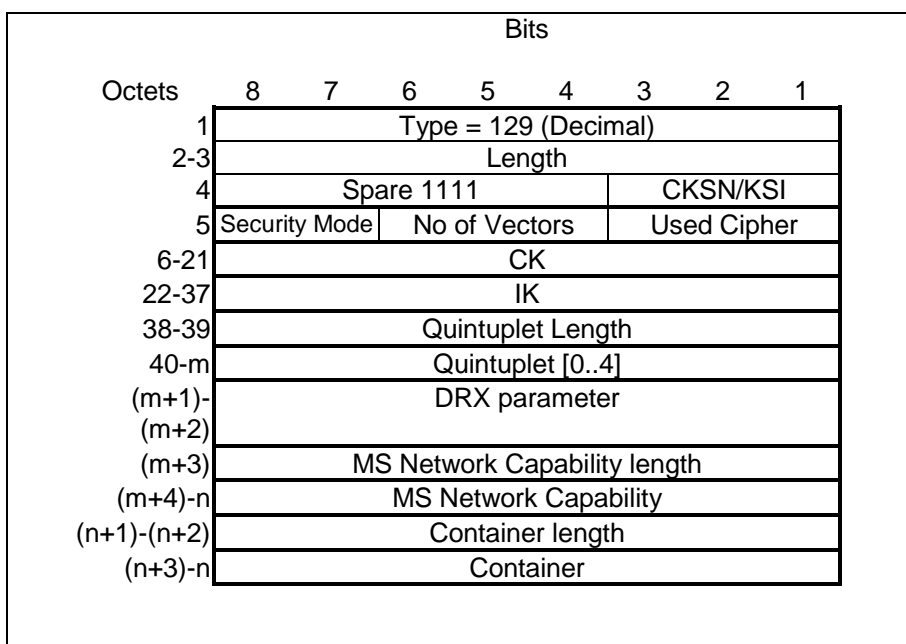 Bits
Octets 8 7 6 5 4 3 2 1
1 Type = 129 (Decimal)
2-3 Length
4 Spare 1111 CKSN/KSI
5 Security Mode No of Vectors Used Cipher
6-21 CK
22-37 IK
38-39 Quintuplet Length
40-m Quintuplet [0..4]
(m+1)- DRX parameter
(m+2)
(m+3) MS Network Capability length
(m+4)-n MS Network Capability
(n+1)-(n+2) Container length
(n+3)-n Container